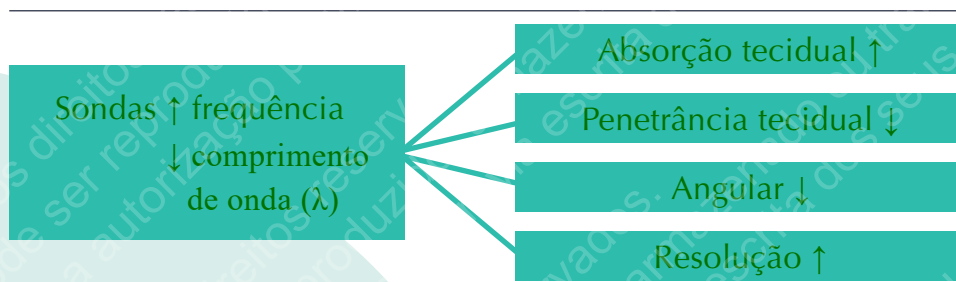 Sondas ↑ frequência
↓ comprimento
de onda (λ)
Absorção tecidual ↑
Penetrância tecidual ↓
Angular ↓
Resolução ↑